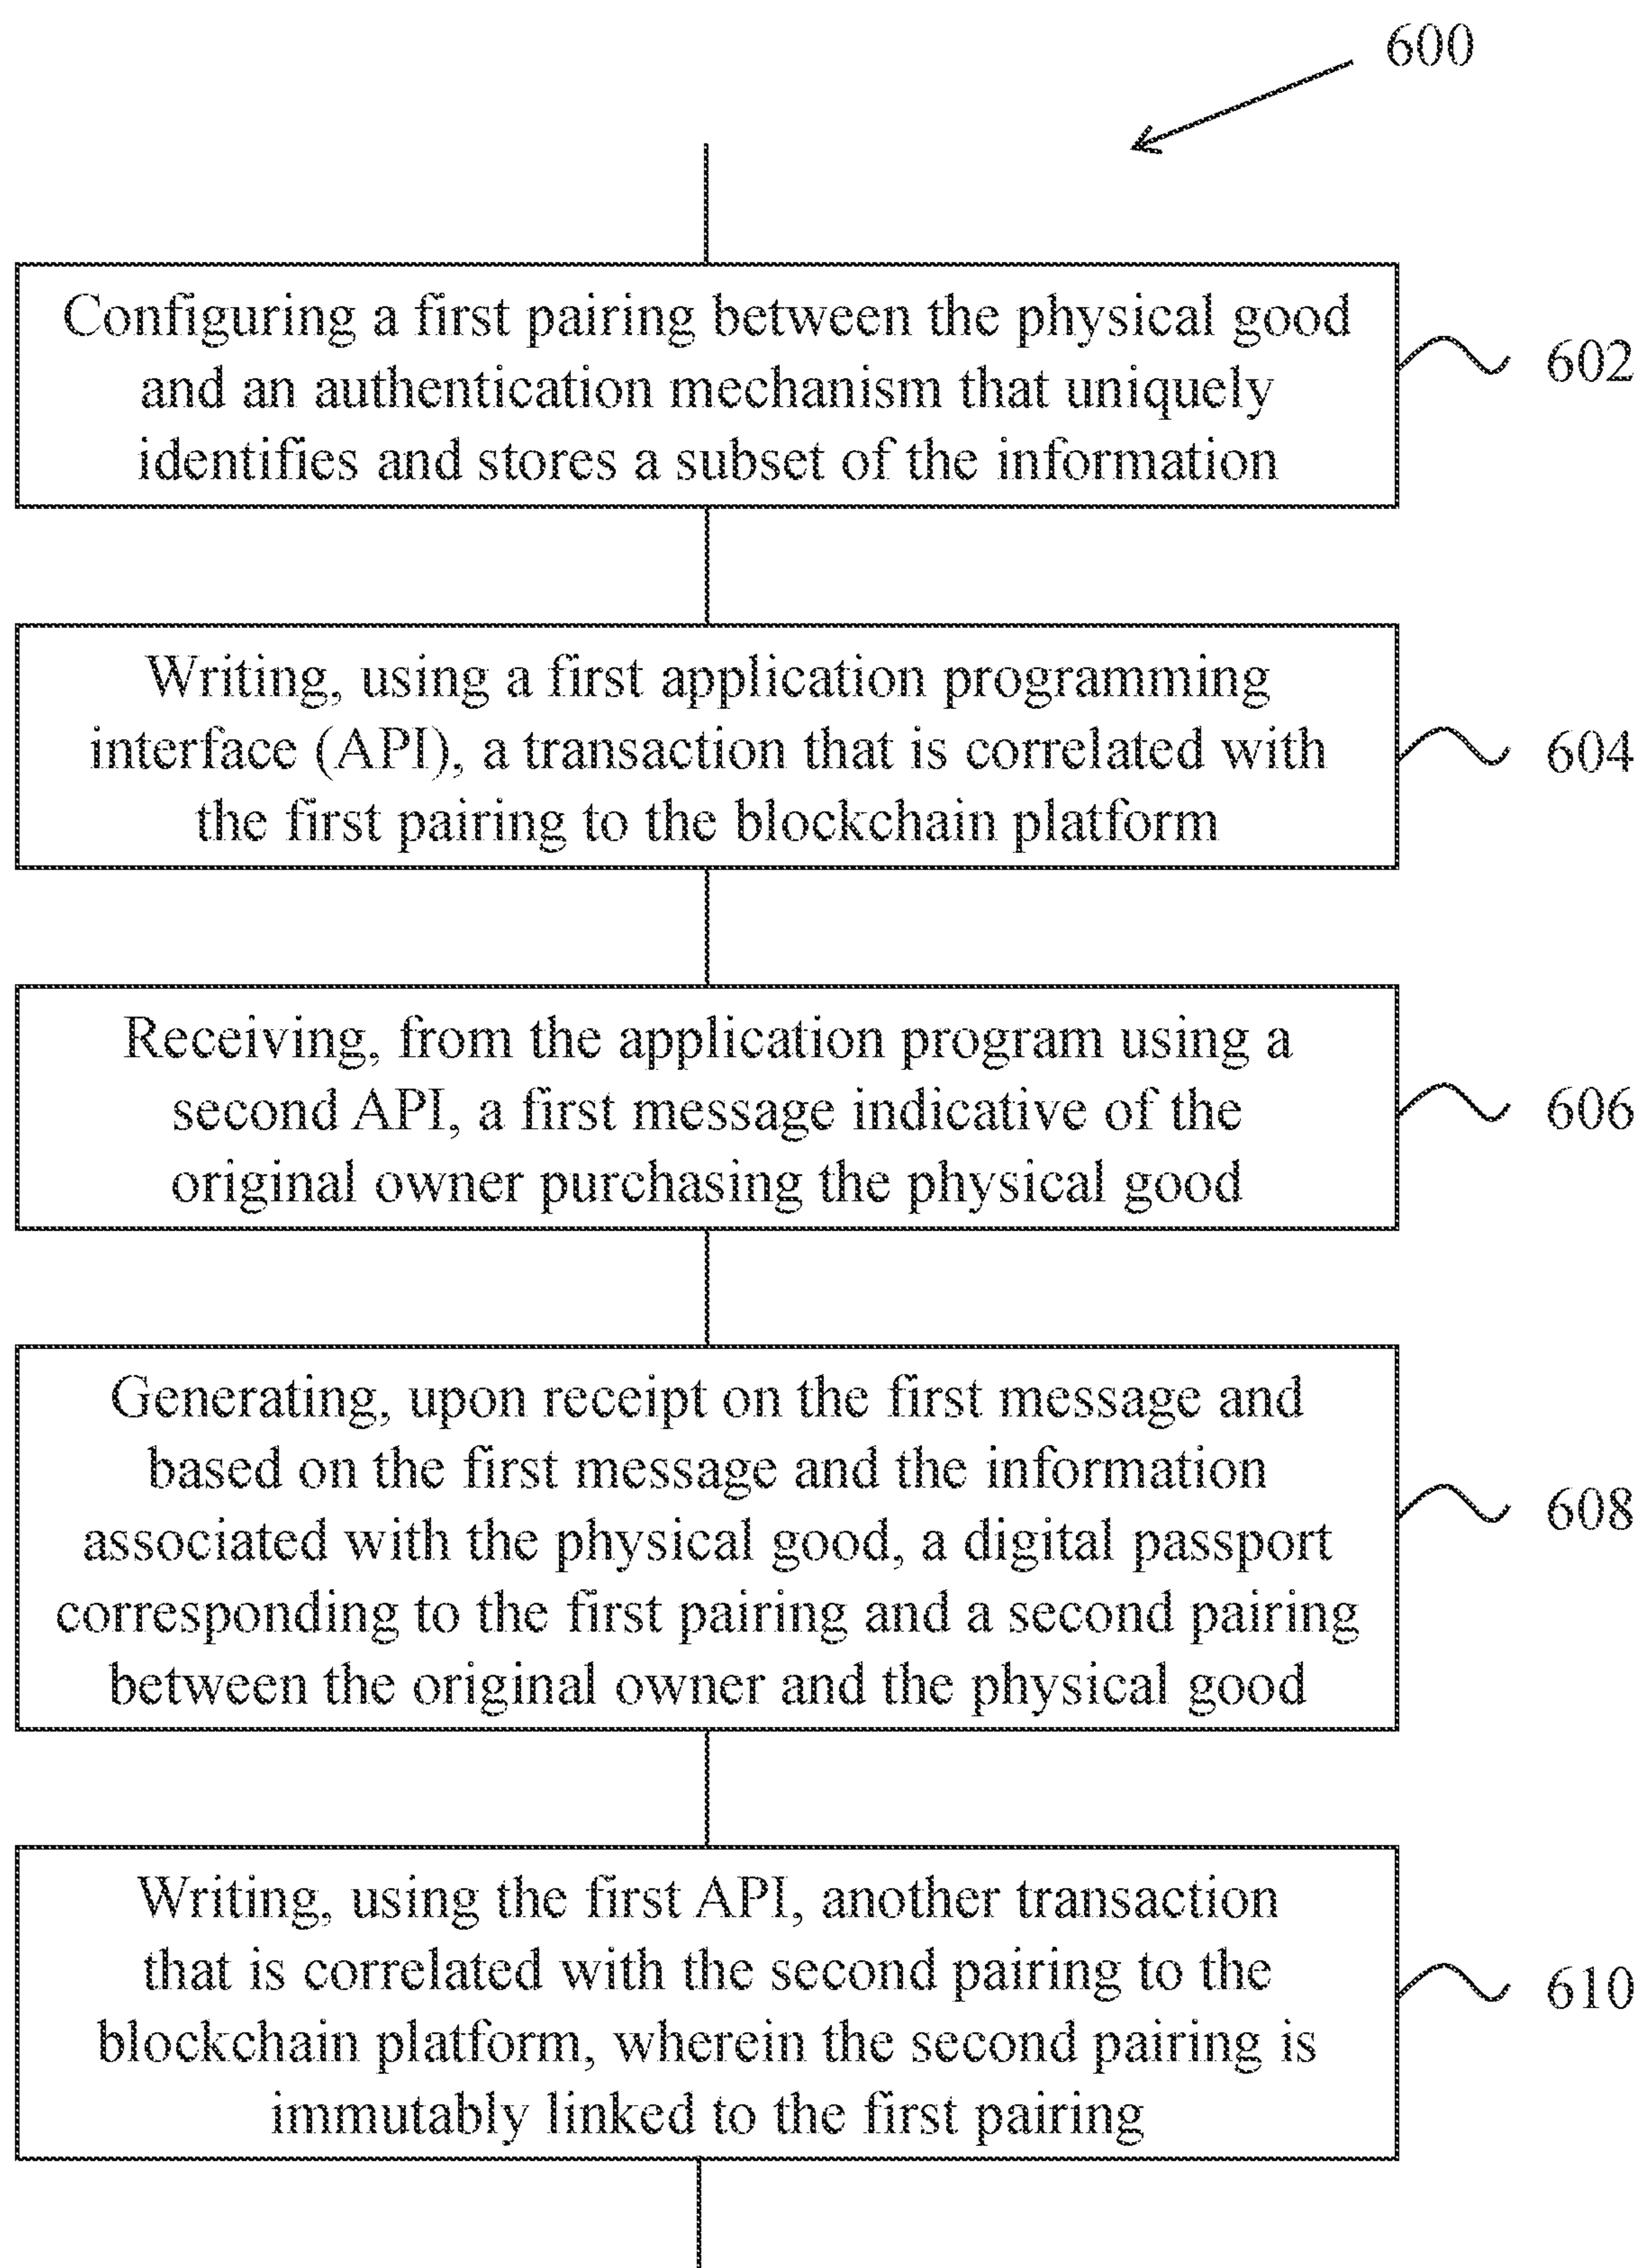 600
Configuring a first pairing between the physical good
and an authentication mechanism that uniquely
identifies and stores a subset of the information
602
Writing, using a first application programming
interface (API), a transaction that is correlated with
the first pairing to the blockchain platform
604
Receiving, from the application program using a
second API, a first message indicative of the
original owner purchasing the physical good
606
Generating, upon receipt on the first message and
based on the first message and the information
associated with the physical good, a digital passport
corresponding to the first pairing and a second pairing
between the original owner and the physical good
608
Writing, using the first API, another transaction
that is correlated with the second pairing to the
blockchain platform, wherein the second pairing is
immutably linked to the first pairing
610